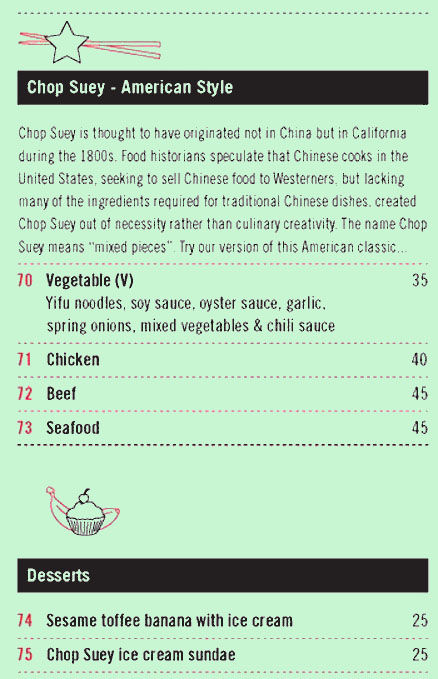 Chop Suey - American Style
Chop Suey is thought to have originated not in China but in California
during the 1800s. Food historians speculate that Chinese cooks in the
United States, seeking to sell Chinese food to Westerners, but lacking
many of the ingredients required for traditional Chinese dishes, created
Chop Suey out of necessity rather than culinary creativity. The name Chop
Suey means “mixed pieces”. Try our version of this American classic...
70 Vegetable (V) 35
Yifu noodles, soy sauce, oyster sauce, garlic,
spring onions, mixed vegetables & chili sauce
71 Chicken 40
72 Beef 45
73 Seafood 45
Desserts
74 Sesame toffee banana with ice cream 25
75 Chop Suey ice cream sundae 25